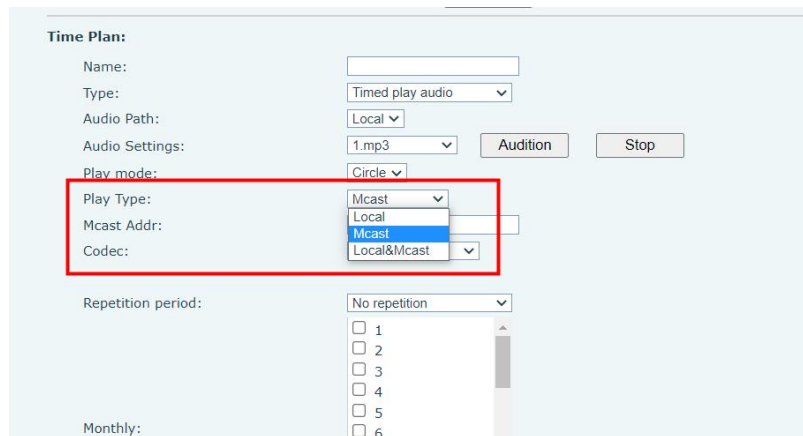 Time Plan:
Name:
Type: Timed play audio
Audio Path: Local
Audio Settings: 1.mp3 Audition Stop
Play mode: Circle
Play Type: Mcast
Local
Mcast Addr:
Mcast
Codec: Local&Mcast
Repetition period: No repetition
1
2
3
4
5
Monthly: 6